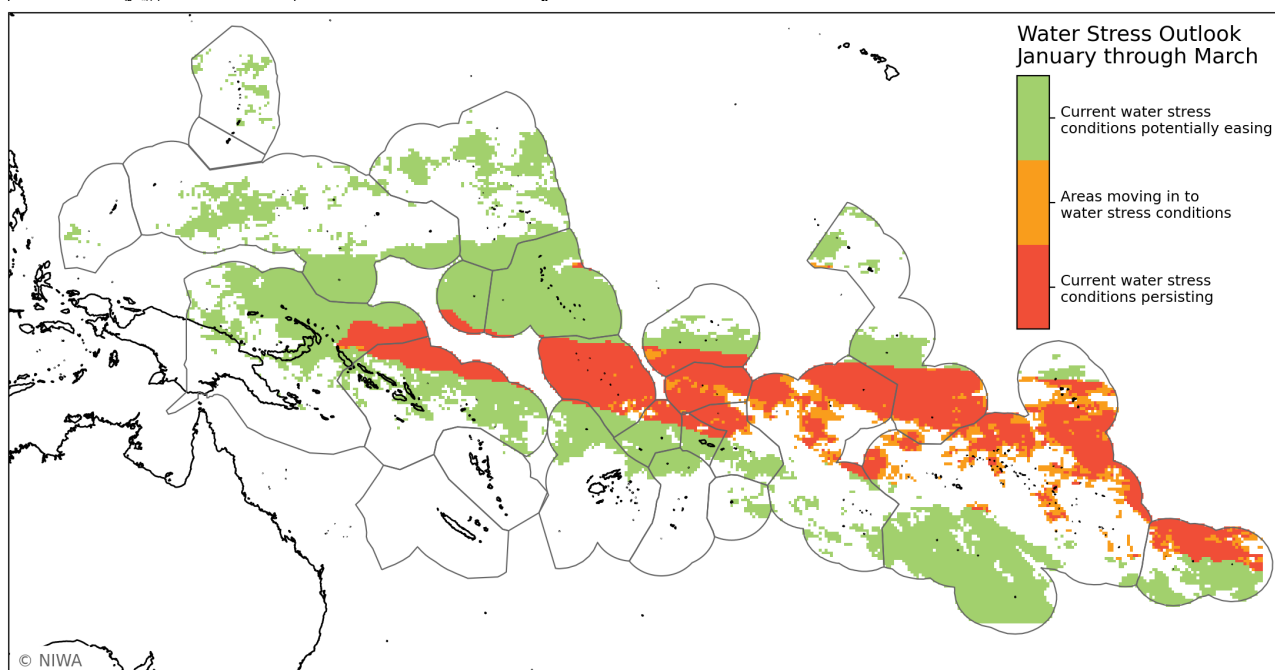 Water Stress Outlook
January through March
Current water stress
conditions potentially easing
Areas moving in to
water stress conditions
Current water stress
conditions persisting
© NIWA